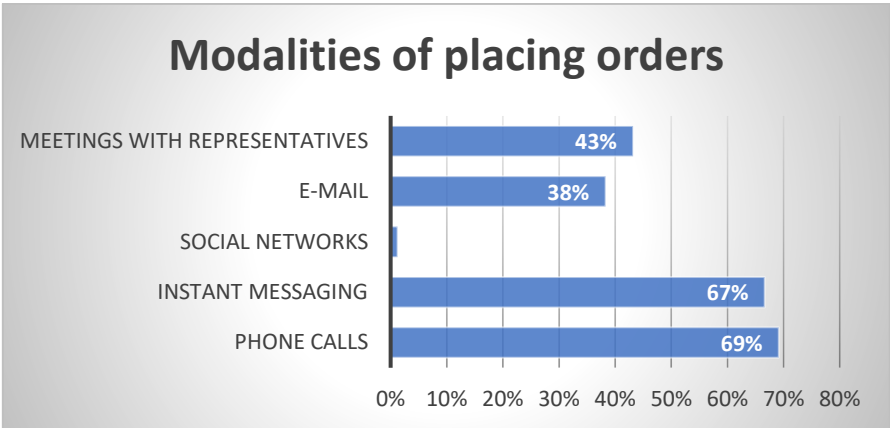 Modalities of placing orders
MEETINGS WITH REPRESENTATIVES
43%
E-MAIL
38%
SOCIAL NETWORKS
INSTANT MESSAGING
67%
PHONE CALLS
69%
0% 10% 20% 30% 40% 50% 60% 70% 80%